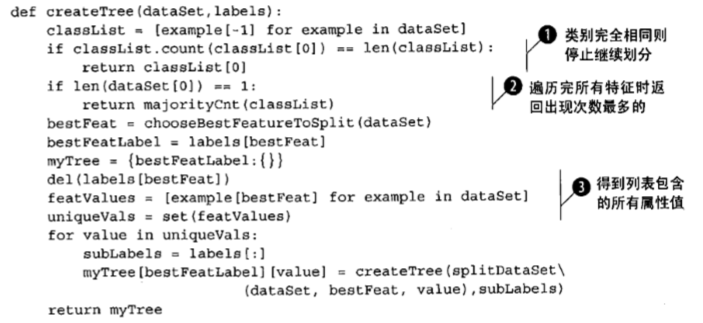 def createTree(dataSet,labels):
    classList = [example[-1] for example in dataSet]
    if classList.count(classList[0]) == len(classList):
        return classList[0]
    if len(dataSet[0]) == 1:
        return majorityCnt(classList)
    bestFeat = chooseBestFeatureToSplit(dataSet)
    bestFeatLabel = labels[bestFeat]
    myTree = {bestFeatLabel:{}}
    del(labels[bestFeat])
    featValues = [example[bestFeat] for example in dataSet]
    uniqueVals = set(featValues)
    for value in uniqueVals:
        subLabels = labels[:]
        myTree[bestFeatLabel][value] = createTree(splitDataSet\
                        (dataSet, bestFeat, value),subLabels)
    return myTree
❶ 类别完全相同则
停止继续划分
❷ 遍历完所有特征时返
回出现次数最多的
❸ 得到列表包含
的所有属性值